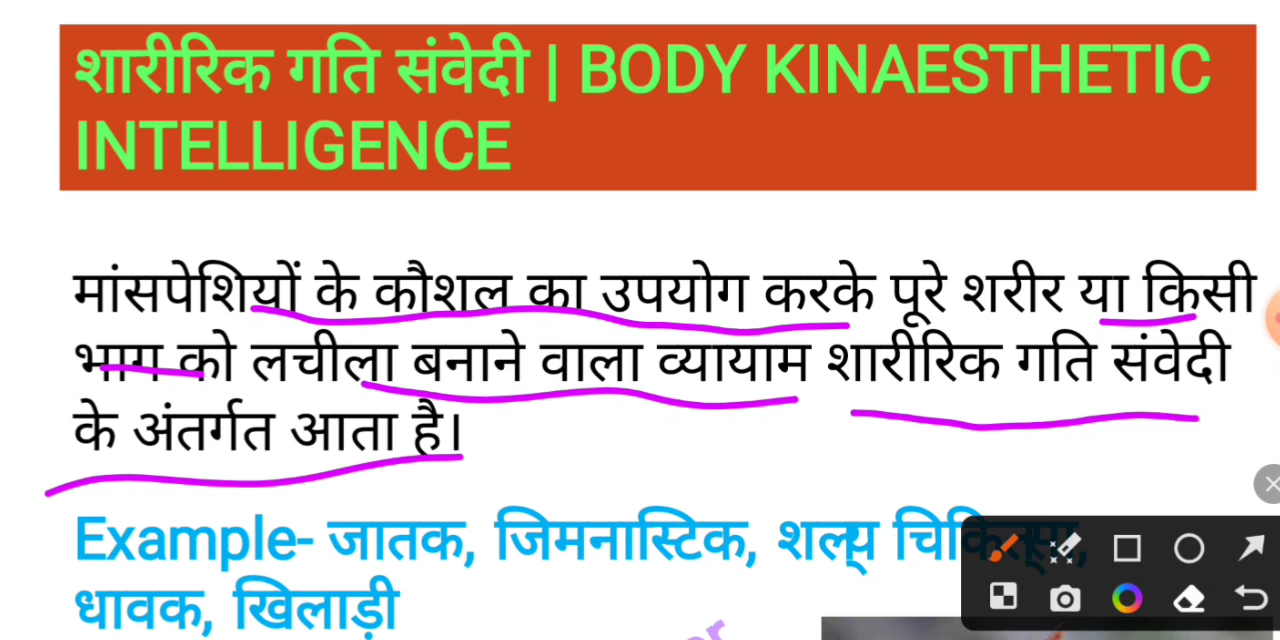 शारीरिक गति संवेदी | BODY KINAESTHETIC
INTELLIGENCE
मांसपेशियों के कौशल का उपयोग करके पूरे शरीर या किसी
भाग को लचीला बनाने वाला व्यायाम शारीरिक गति संवेदी
के अंतर्गत आता है।
Example- जातक, जिमनास्टिक, शल्य
धावक, खिलाड़ी